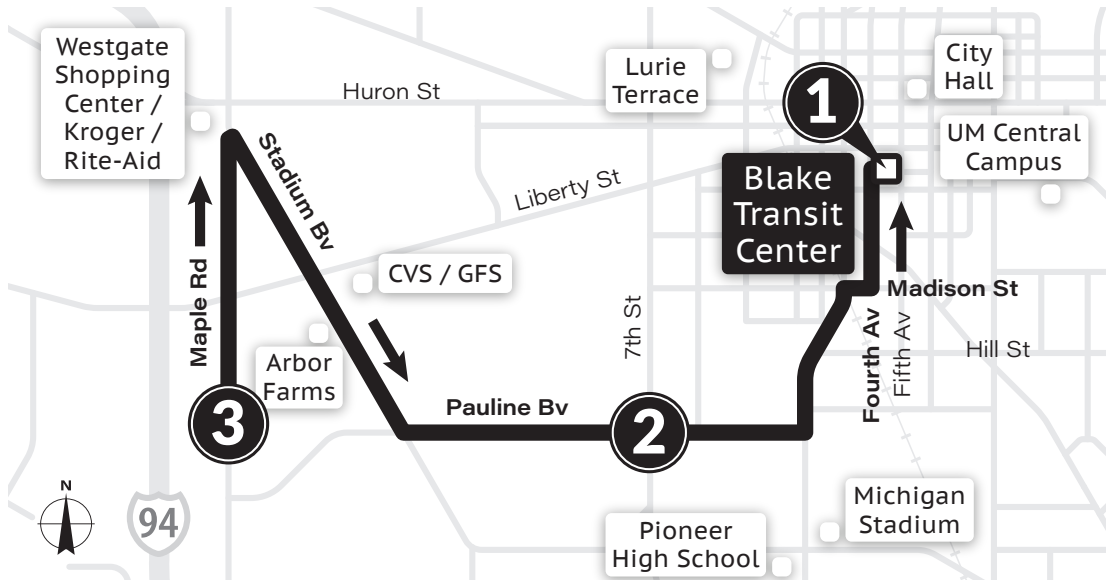 Westgate
Shopping
Center /
Kroger /
Rite-Aid
Huron St
Lurie
Terrace
1
City
Hall
UM Central
Campus
Stadium Bv
Liberty St
Blake
Transit
Center
Maple Rd
CVS / GFS
Madison St
7th St
Fourth Av
Fifth Av
Hill St
Arbor
Farms
3
Pauline Bv
2
N
94
Pioneer
High School
Michigan
Stadium